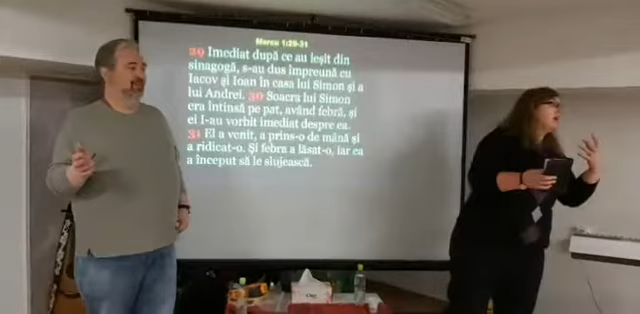 Marcu 1:29-31
29 Imediat după ce au ieșit din
sinagogă, s-au dus împreună cu
Iacov și Ioan în casa lui Simon și a
lui Andrei. 30 Soacra lui Simon
era întinsă pe pat, având febră, și
ei I-au vorbit imediat despre ea.
31 El a venit, a prins-o de mână și
a ridicat-o. Și febra a lăsat-o, iar ea
a început să le slujească.